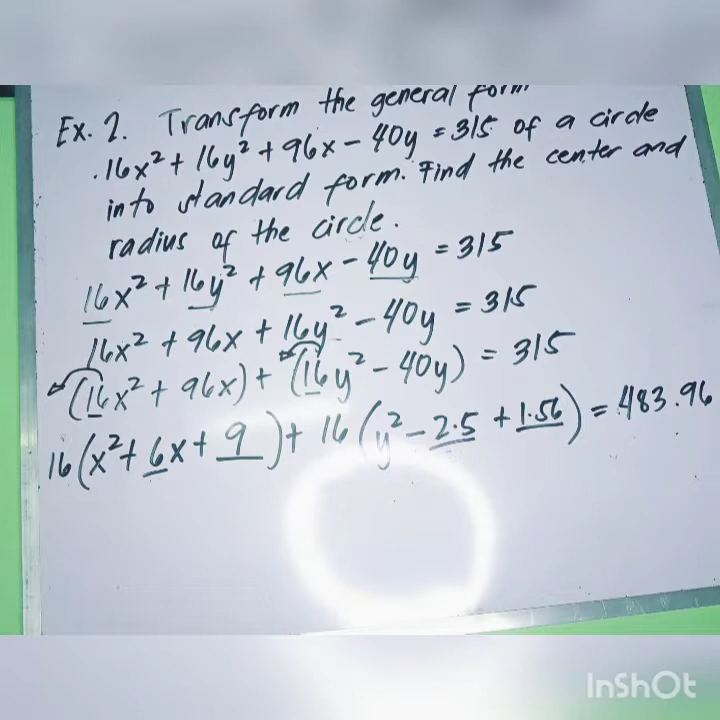 Ex. 2. Transform the general form
.16x² + 16y² + 96x - 40y = 315 of a circle
into standard form. Find the center and
radius of the circle.
16x² + 16y² + 96x - 40y = 315
16x² + 96x + 16y² - 40y = 315
(16x² + 96x) + (16y² - 40y) = 315
16(x² + 6x + 9) + 16(y² - 2.5 + 1.56) = 483.96
InShOt